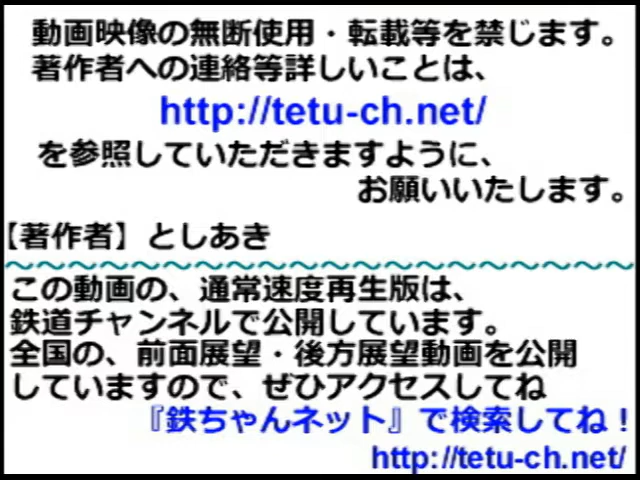 動画映像の無断使用・転載等を禁じます。
著作者への連絡等詳しいことは、
http://tetu-ch.net/
を参照していただきますように、
お願いいたします。
【著作者】としあき
～～～～～～～～～～～～～～～～～～～～
この動画の、通常速度再生版は、
鉄道チャンネルで公開しています。
全国の、前面展望・後方展望動画を公開
していますので、ぜひアクセスしてね
『鉄ちゃんネット』で検索してね！
http://tetu-ch.net/